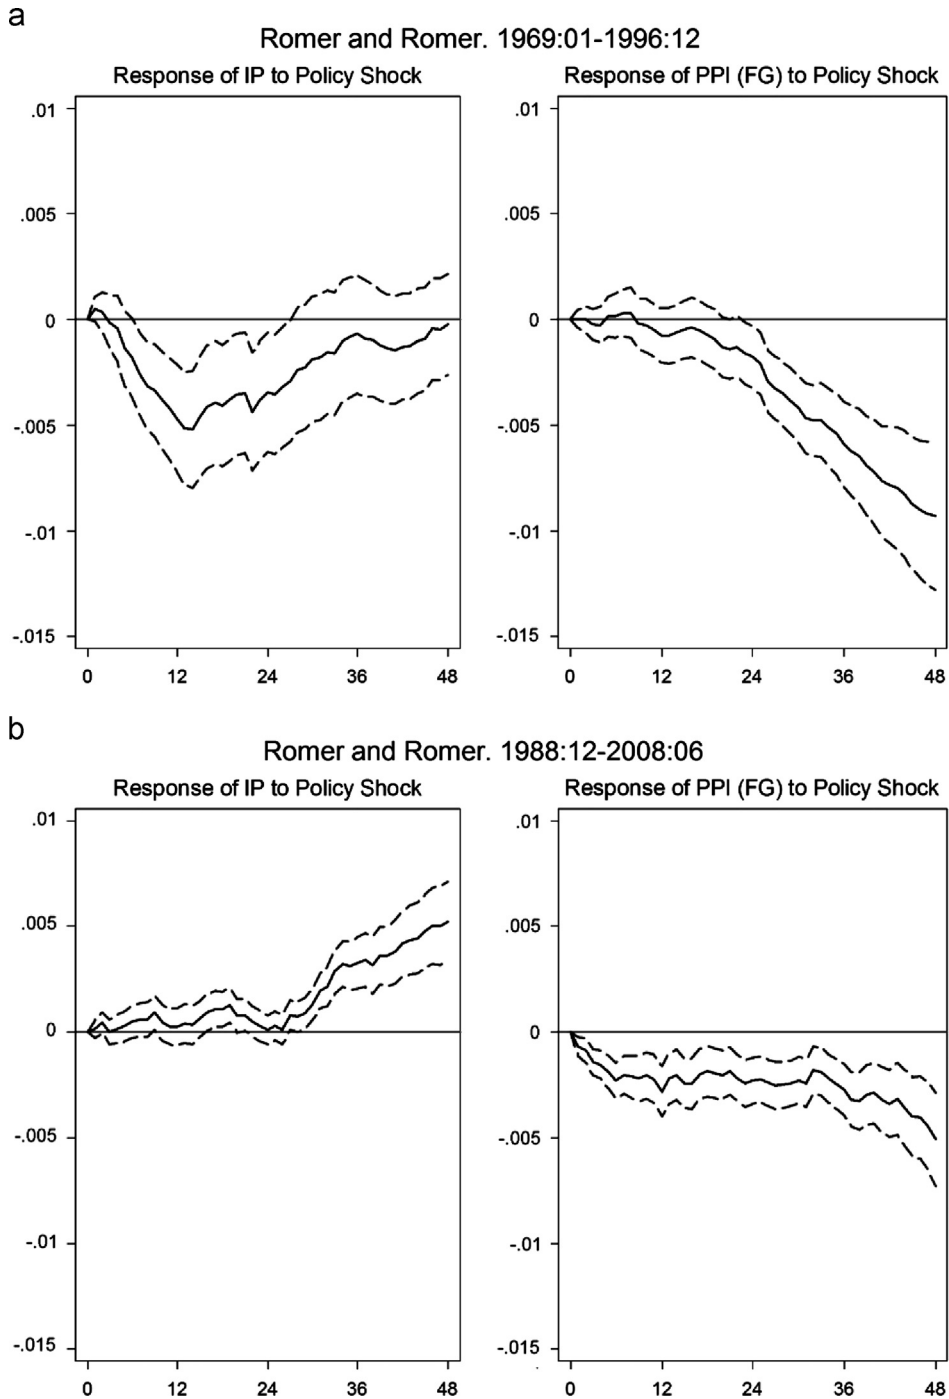 a
Romer and Romer. 1969:01-1996:12
Response of IP to Policy Shock
Response of PPI (FG) to Policy Shock
.01
.005
0
-.005
-.01
-.015
0 12 24 36 48
.01
.005
0
-.005
-.01
-.015
0 12 24 36 48
b
Romer and Romer. 1988:12-2008:06
Response of IP to Policy Shock
Response of PPI (FG) to Policy Shock
.01
.005
0
-.005
-.01
-.015
0 12 24 36 48
.01
.005
0
-.005
-.01
-.015
0 12 24 36 48